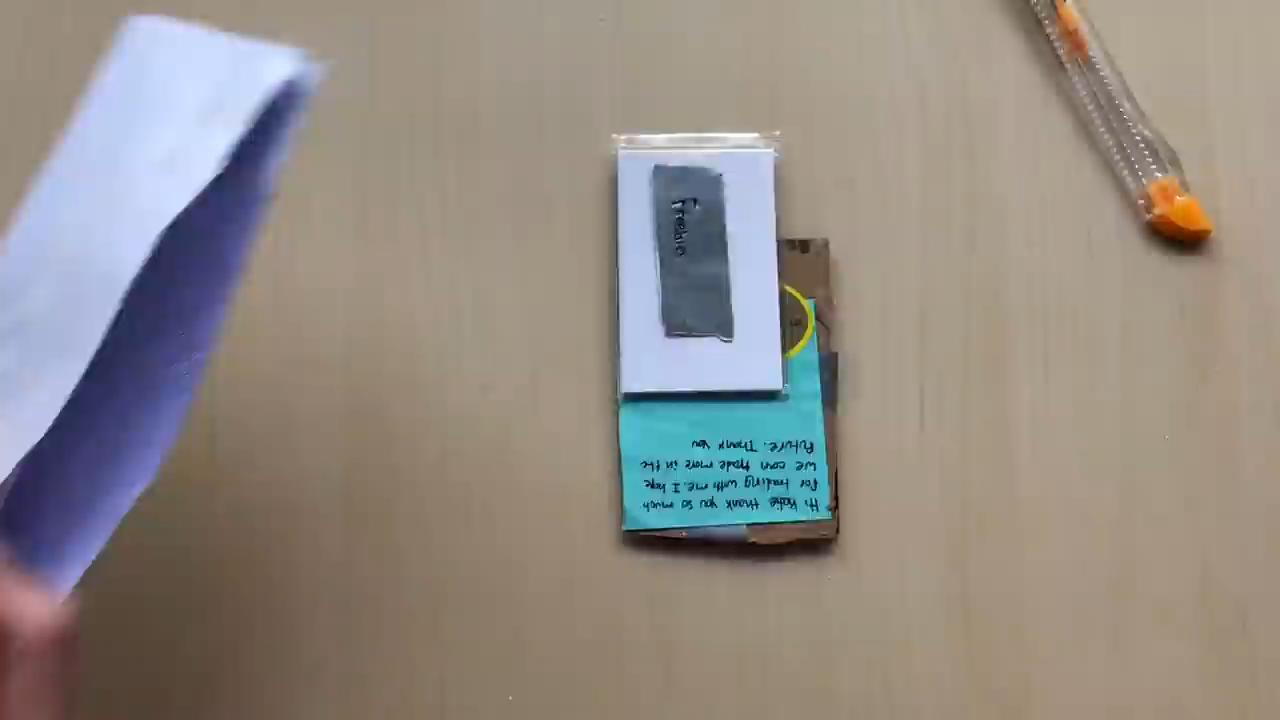 Freebie
Hi Katie, thank you so much
for trading with me. I hope
we can trade more in the
future. Thank you